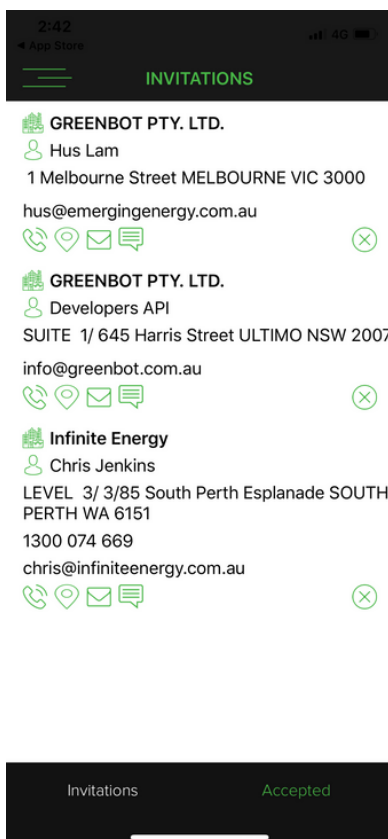 2:42
App Store
4G
INVITATIONS
GREENBOT PTY. LTD.
Hus Lam
1 Melbourne Street MELBOURNE VIC 3000
hus@emergingenergy.com.au
GREENBOT PTY. LTD.
Developers API
SUITE 1/ 645 Harris Street ULTIMO NSW 2007
info@greenbot.com.au
Infinite Energy
Chris Jenkins
LEVEL 3/ 3/85 South Perth Esplanade SOUTH
PERTH WA 6151
1300 074 669
chris@infiniteenergy.com.au
Invitations
Accepted